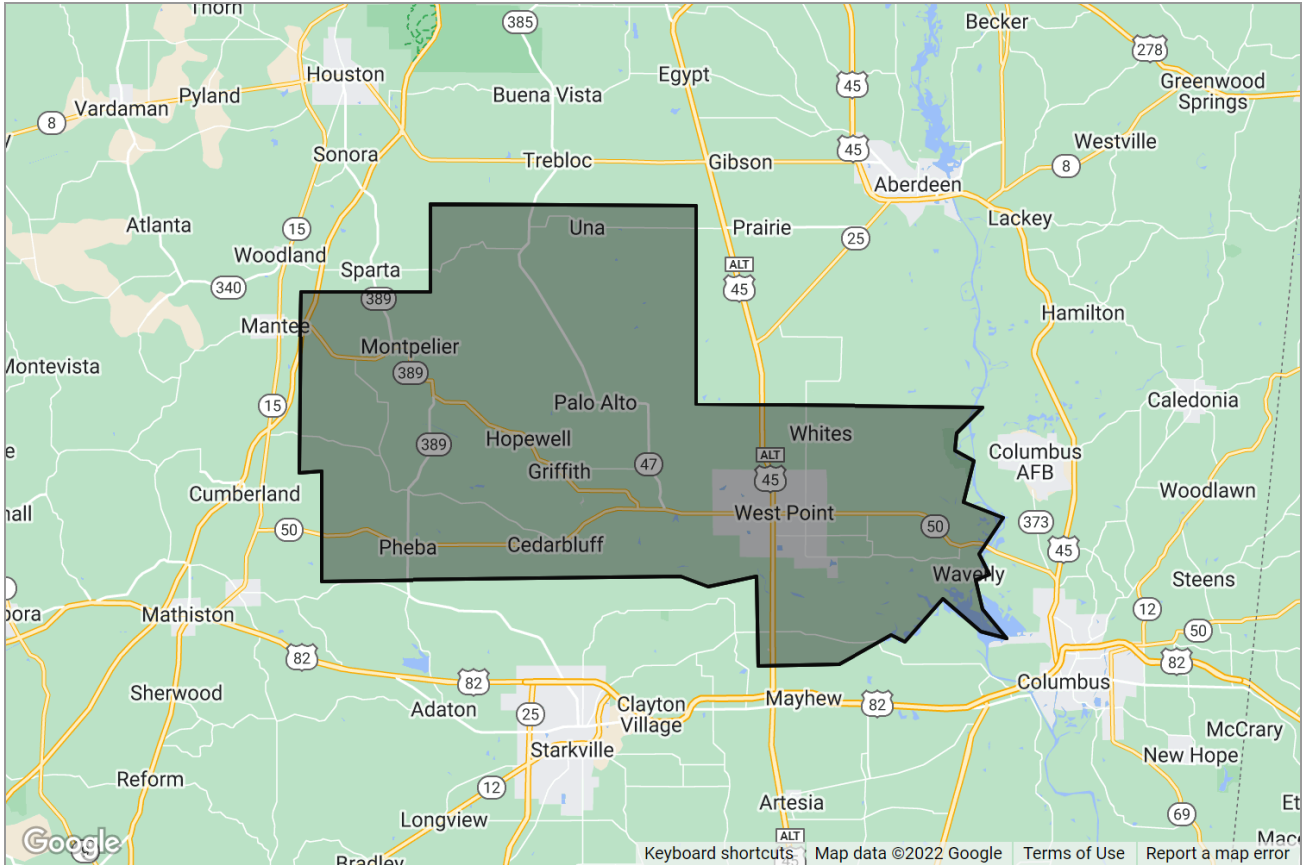 Thorn
385
Becker
278
Houston
Egypt
45
Greenwood
Springs
Pyland
Buena Vista
Vardaman
8
45
Westville
Sonora
Trebloc
Gibson
8
Aberdeen
Lackey
Atlanta
15
Una
Prairie
25
Woodland
ALT
45
Sparta
340
389
Hamilton
Mantee
Montpelier
Montevista
389
15
Palo Alto
Caledonia
Whites
389
Hopewell
Columbus
AFB
ALT
45
47
Griffith
Cumberland
Woodlawn
West Point
50
373
50
Pheba
Cedarbluff
45
Waverly
Steens
Mathiston
12
50
82
82
82
Sherwood
Adaton
Columbus
Clayton
Village
Mayhew
82
25
McCrary
Starkville
New Hope
Reform
12
Artesia
69
Longview
ALT
45
Bradley
Google
Keyboard shortcuts
Map data ©2022 Google
Terms of Use
Report a map error